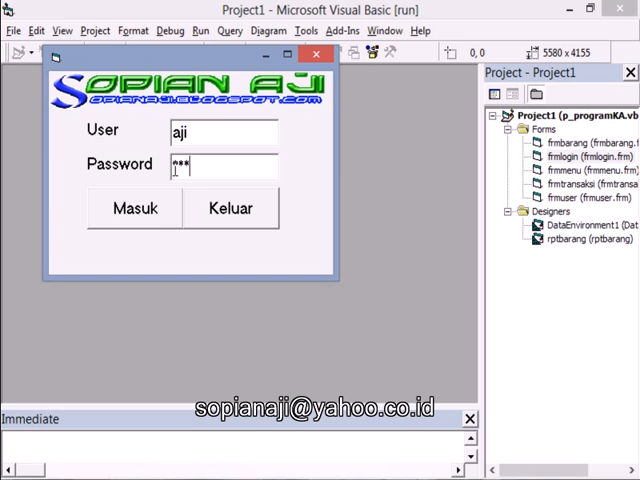 Project1 - Microsoft Visual Basic [run]
File Edit View Project Format Debug Run Query Diagram Tools Add-Ins Window Help
0, 0 5580 x 4155
SOPIAN AJI
SOPIANAJI.BLOGSPOT.COM
User aji
Password ***
Masuk Keluar
Project - Project1
Project1 (p_programKA.vb
Forms
frmbarang (frmbarang.f
frmlogin (frmlogin.frm)
frmmenu (frmmenu.frm)
frmtransaksi (frmtransa
frmuser (frmuser.frm)
Designers
DataEnvironment1 (Dat
rptbarang (rptbarang)
sopianaji@yahoo.co.id
Immediate